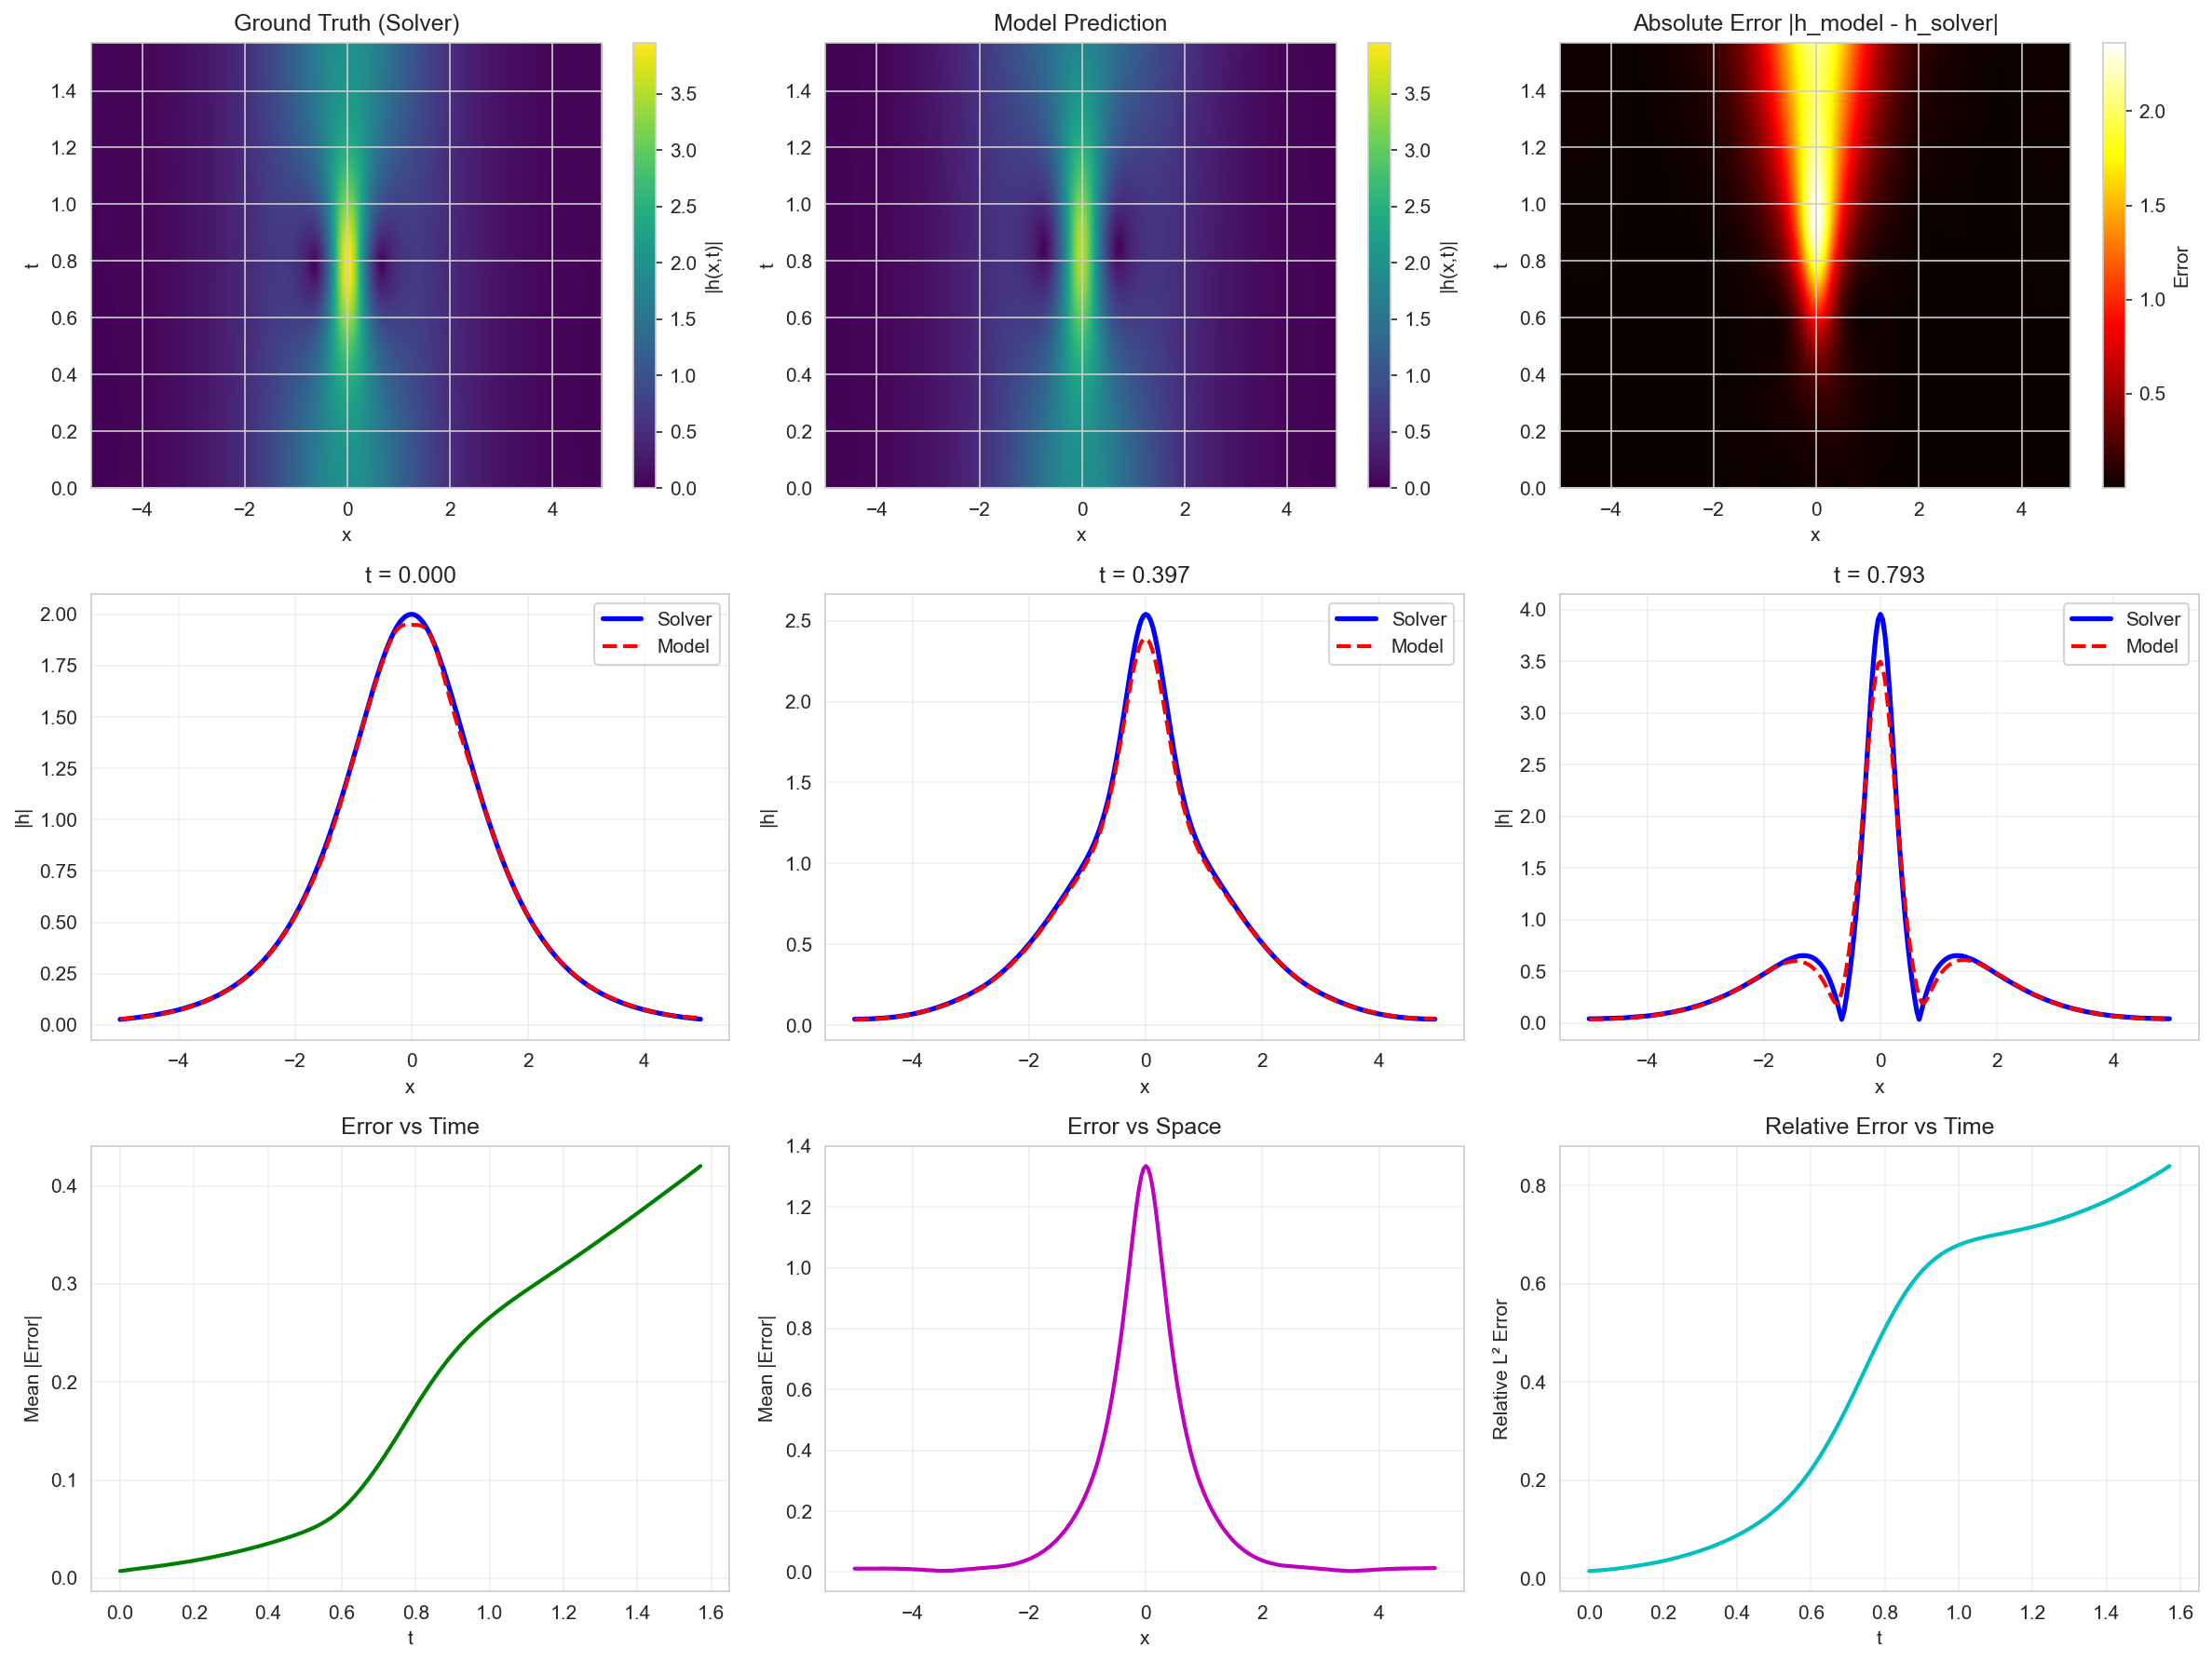 Ground Truth (Solver)
1.4
1.2
1.0
0.8
0.6
0.4
0.2
0.0
t
−4 −2 0 2 4
x
3.5
3.0
2.5
2.0
1.5
1.0
0.5
0.0
|h(x,t)|
Model Prediction
1.4
1.2
1.0
0.8
0.6
0.4
0.2
0.0
t
−4 −2 0 2 4
x
3.5
3.0
2.5
2.0
1.5
1.0
0.5
0.0
|h(x,t)|
Absolute Error |h_model - h_solver|
1.4
1.2
1.0
0.8
0.6
0.4
0.2
0.0
t
−4 −2 0 2 4
x
2.0
1.5
1.0
0.5
Error
t = 0.000
Solver
Model
2.00
1.75
1.50
1.25
1.00
0.75
0.50
0.25
0.00
|h|
−4 −2 0 2 4
x
t = 0.397
Solver
Model
2.5
2.0
1.5
1.0
0.5
0.0
|h|
−4 −2 0 2 4
x
t = 0.793
Solver
Model
4.0
3.5
3.0
2.5
2.0
1.5
1.0
0.5
0.0
|h|
−4 −2 0 2 4
x
Error vs Time
0.4
0.3
0.2
0.1
0.0
Mean |Error|
0.0 0.2 0.4 0.6 0.8 1.0 1.2 1.4 1.6
t
Error vs Space
1.4
1.2
1.0
0.8
0.6
0.4
0.2
0.0
Mean |Error|
−4 −2 0 2 4
x
Relative Error vs Time
0.8
0.6
0.4
0.2
0.0
Relative L² Error
0.0 0.2 0.4 0.6 0.8 1.0 1.2 1.4 1.6
t